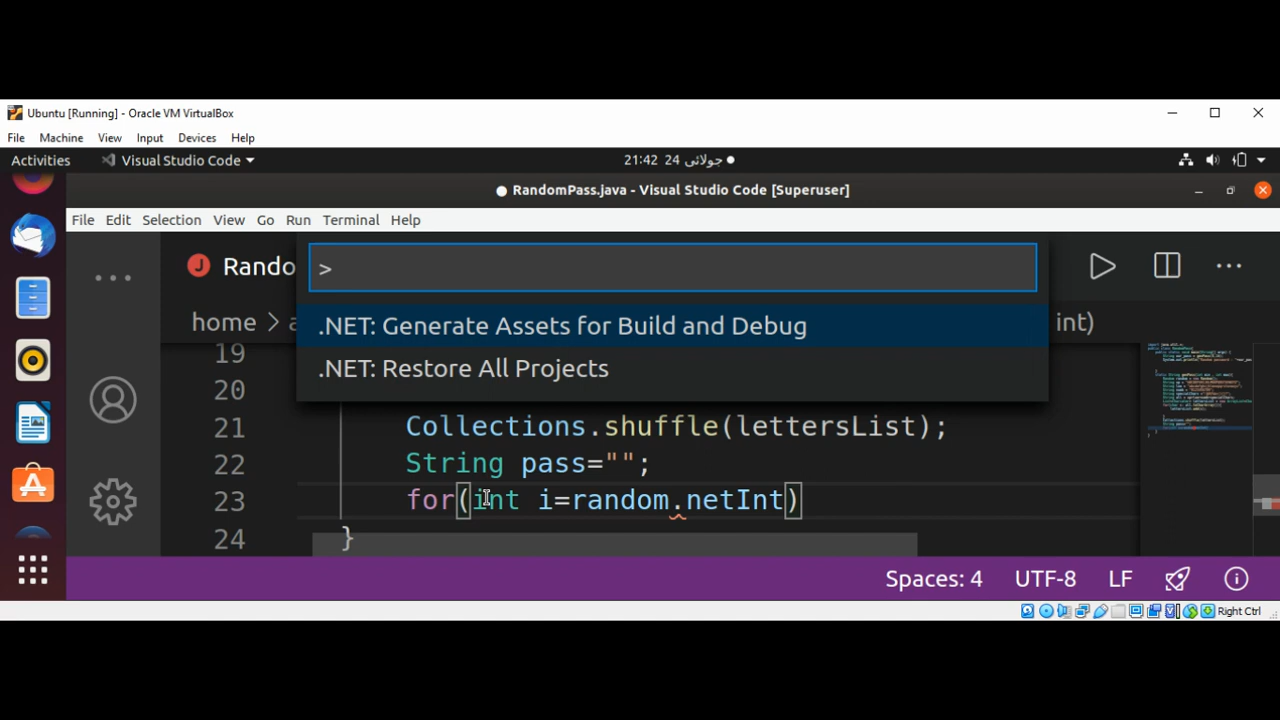 Ubuntu [Running] - Oracle VM VirtualBox
File Machine View Input Devices Help
Activities Visual Studio Code 21:42 24 جولائی
RandomPass.java - Visual Studio Code [Superuser]
File Edit Selection View Go Run Terminal Help
J Rando
>
.NET: Generate Assets for Build and Debug
home > a int)
.NET: Restore All Projects
19
20
21 Collections.shuffle(lettersList);
22 String pass="";
23 for(int i=random.netInt)
24 }
Spaces: 4 UTF-8 LF
Right Ctrl